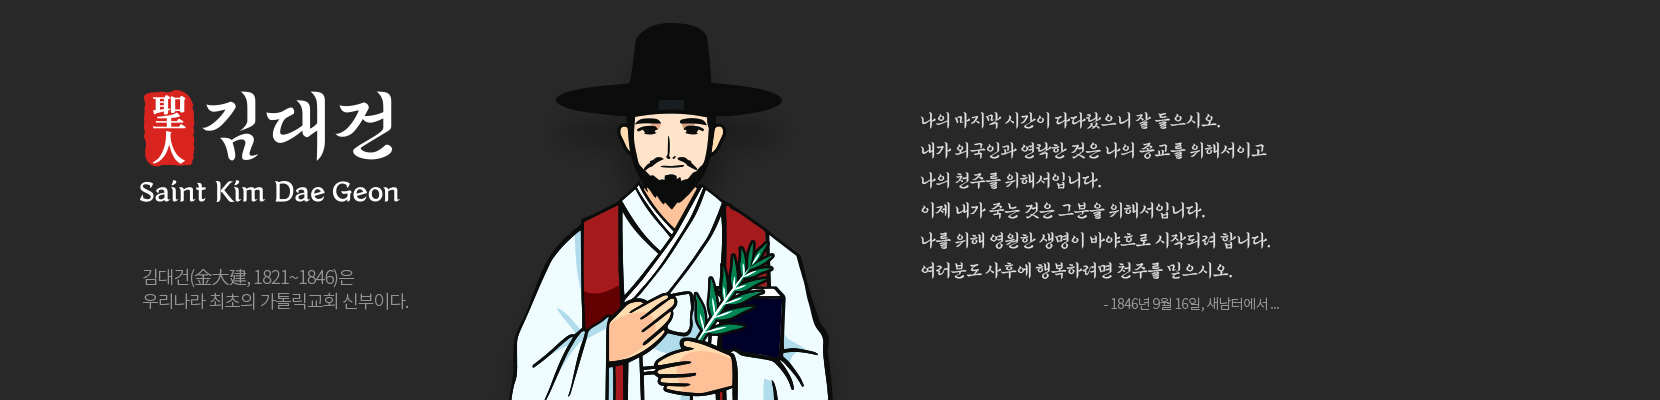 聖人
김대건
Saint Kim Dae Geon
김대건(金大建, 1821~1846)은
우리나라 최초의 가톨릭교회 신부이다.
나의 마지막 시간이 다다랐으니 잘 들으시오.
내가 외국인과 연락한 것은 나의 종교를 위해서이고
나의 천주를 위해서입니다.
이제 내가 죽는 것은 그분을 위해서입니다.
나를 위해 영원한 생명이 바야흐로 시작되려 합니다.
여러분도 사후에 행복하려면 천주를 믿으시오.
- 1846년 9월 16일, 새남터에서 ...